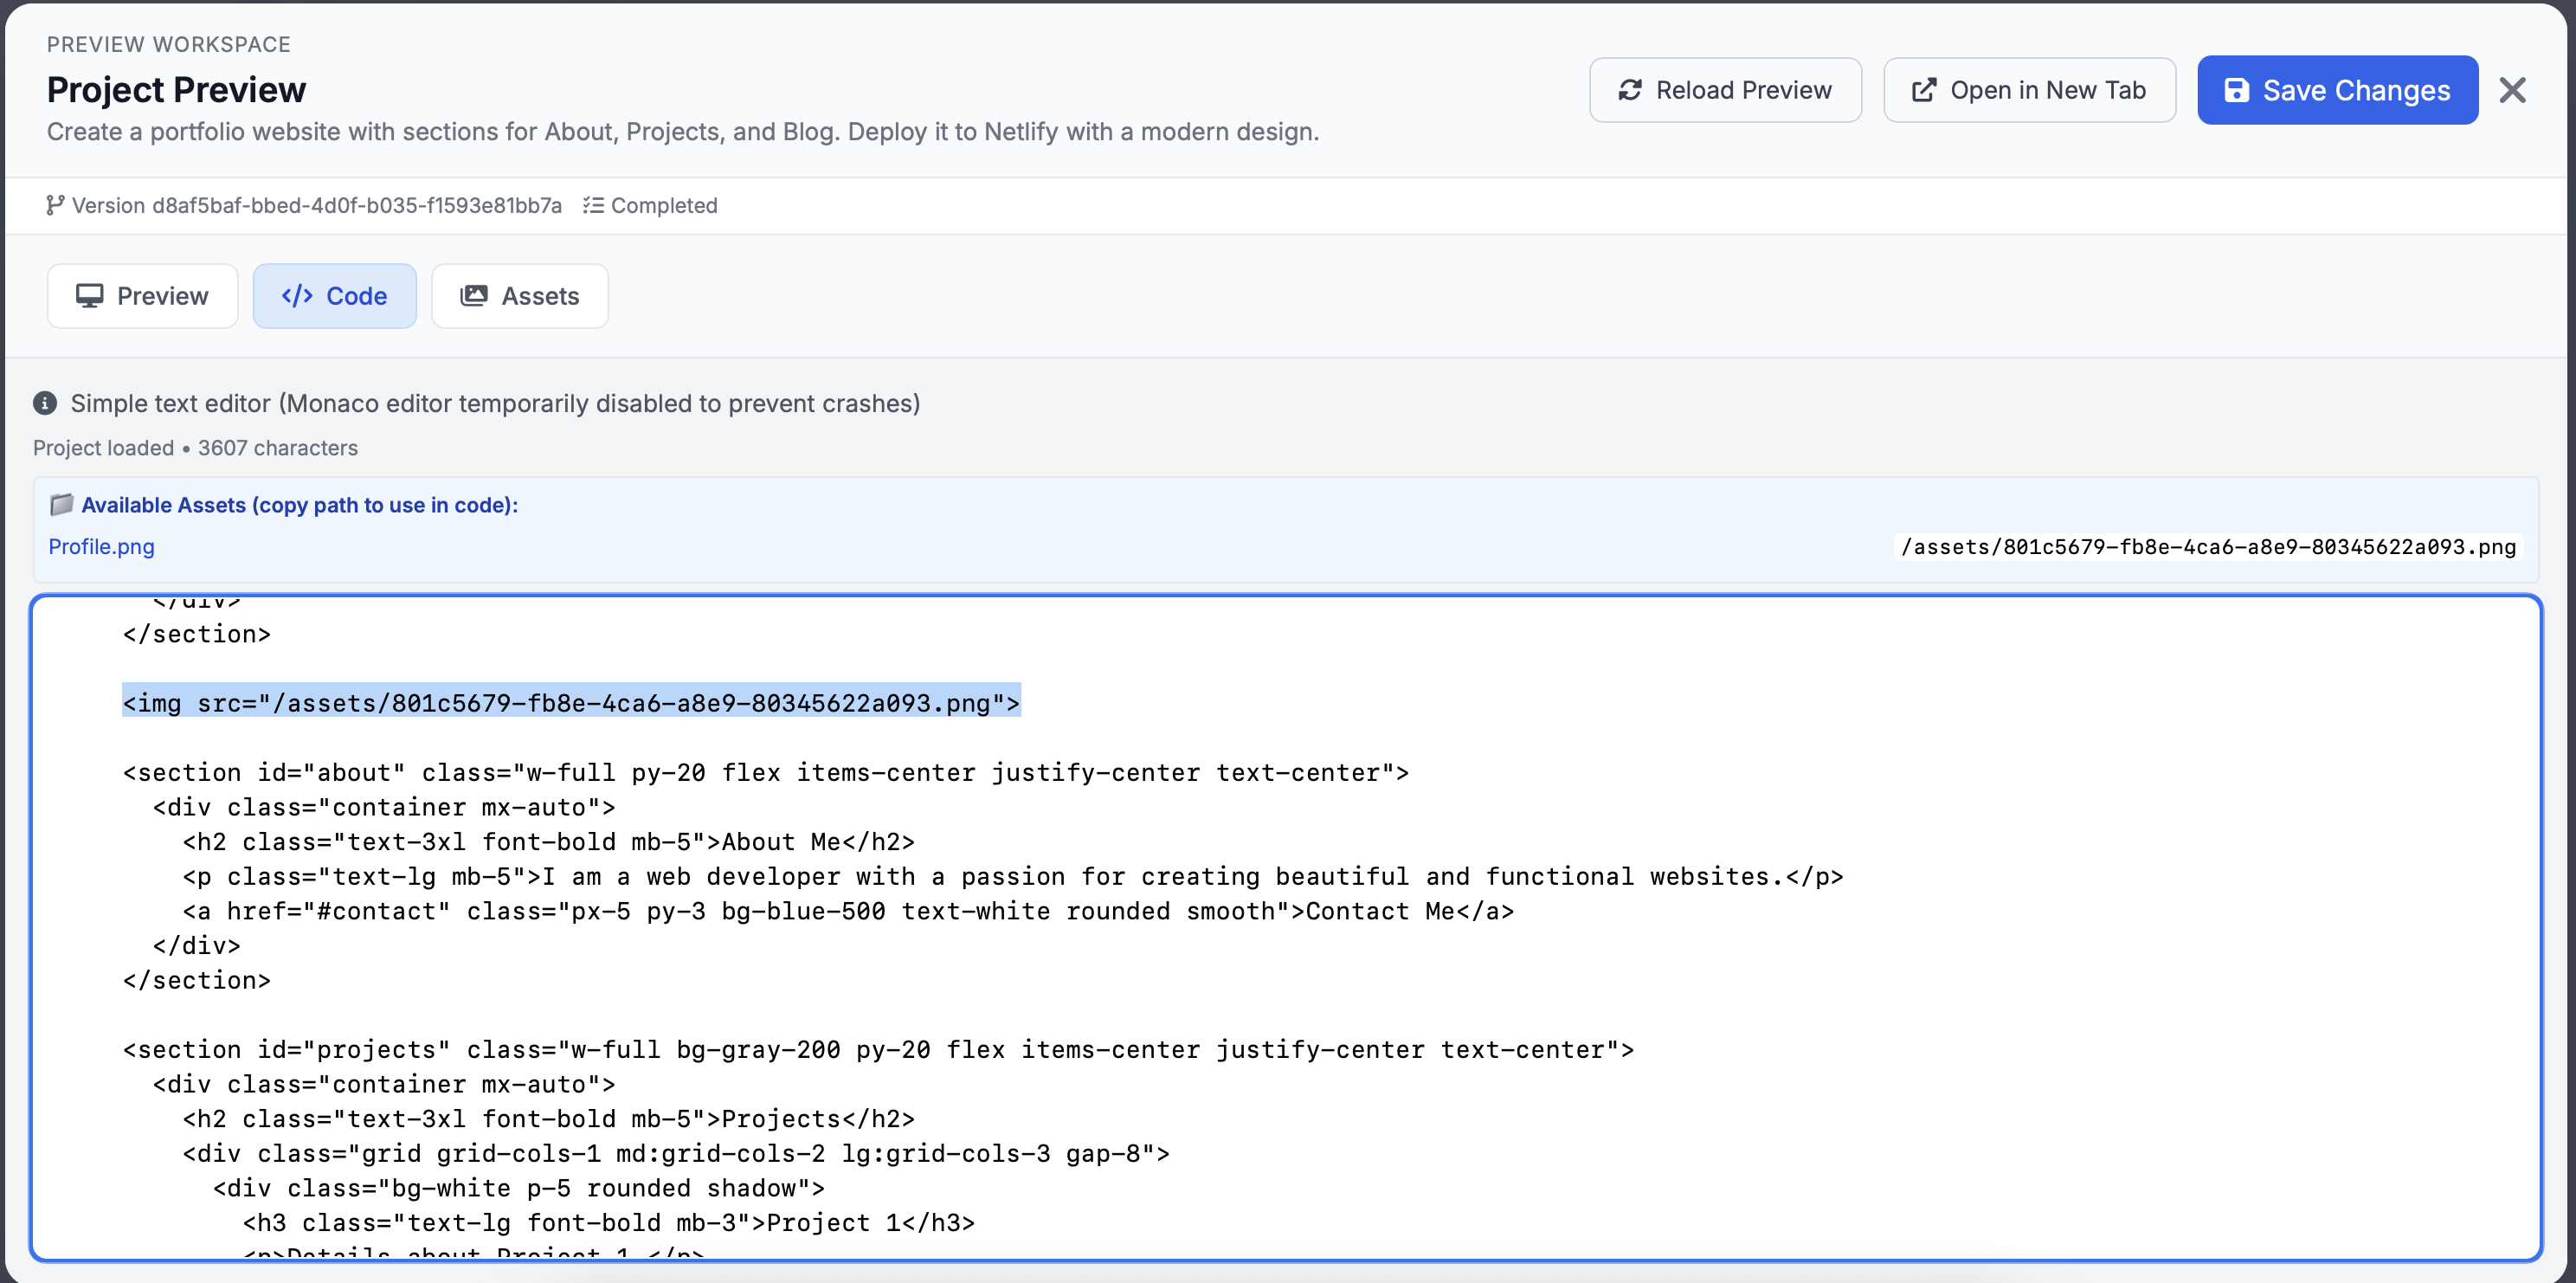 PREVIEW WORKSPACE
Project Preview
Create a portfolio website with sections for About, Projects, and Blog. Deploy it to Netlify with a modern design.
Reload Preview
Open in New Tab
Save Changes
Version d8af5baf-bbed-4d0f-b035-f1593e81bb7a Completed
Preview
</> Code
Assets
Simple text editor (Monaco editor temporarily disabled to prevent crashes)
Project loaded • 3607 characters
Available Assets (copy path to use in code):
Profile.png /assets/801c5679-fb8e-4ca6-a8e9-80345622a093.png
</div>
</section>
<img src="/assets/801c5679-fb8e-4ca6-a8e9-80345622a093.png">
<section id="about" class="w-full py-20 flex items-center justify-center text-center">
<div class="container mx-auto">
<h2 class="text-3xl font-bold mb-5">About Me</h2>
<p class="text-lg mb-5">I am a web developer with a passion for creating beautiful and functional websites.</p>
<a href="#contact" class="px-5 py-3 bg-blue-500 text-white rounded smooth">Contact Me</a>
</div>
</section>
<section id="projects" class="w-full bg-gray-200 py-20 flex items-center justify-center text-center">
<div class="container mx-auto">
<h2 class="text-3xl font-bold mb-5">Projects</h2>
<div class="grid grid-cols-1 md:grid-cols-2 lg:grid-cols-3 gap-8">
<div class="bg-white p-5 rounded shadow">
<h3 class="text-lg font-bold mb-3">Project 1</h3>
<p>Details about Project 1.</p>